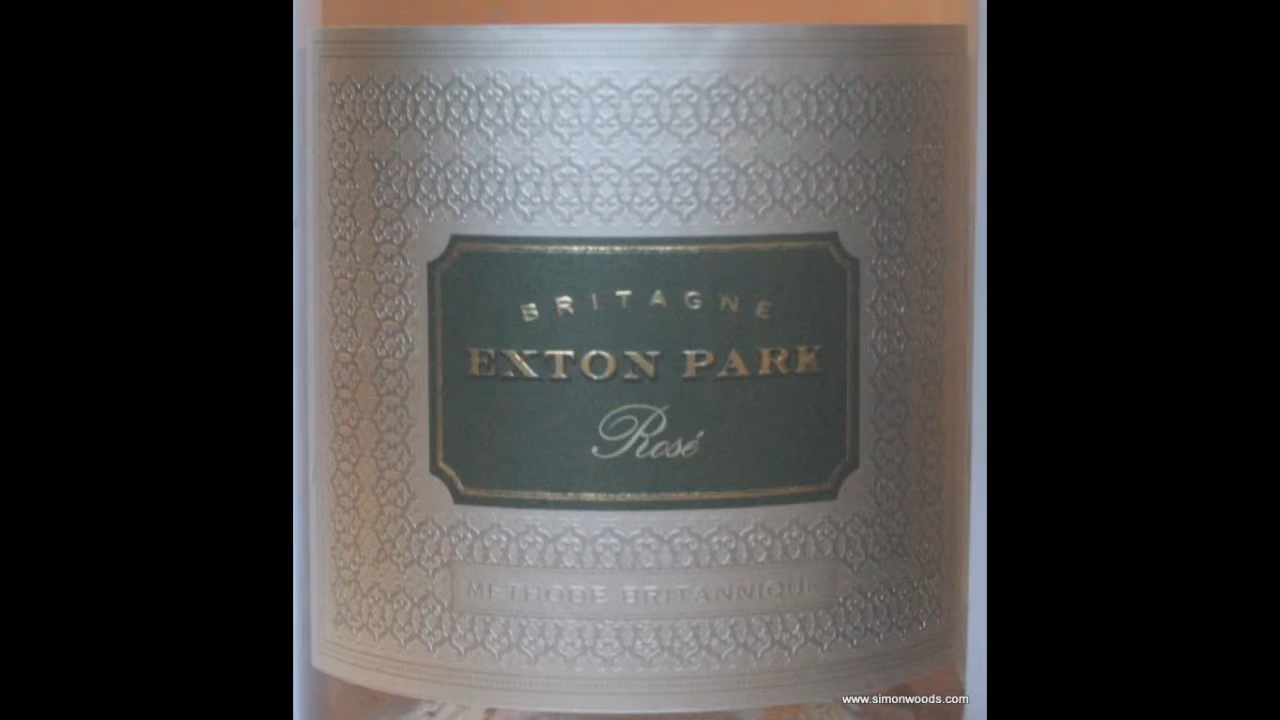 BRITAGNE
EXTON PARK
Rosé
METHODE BRITANNIQUE
www.simonwoods.com